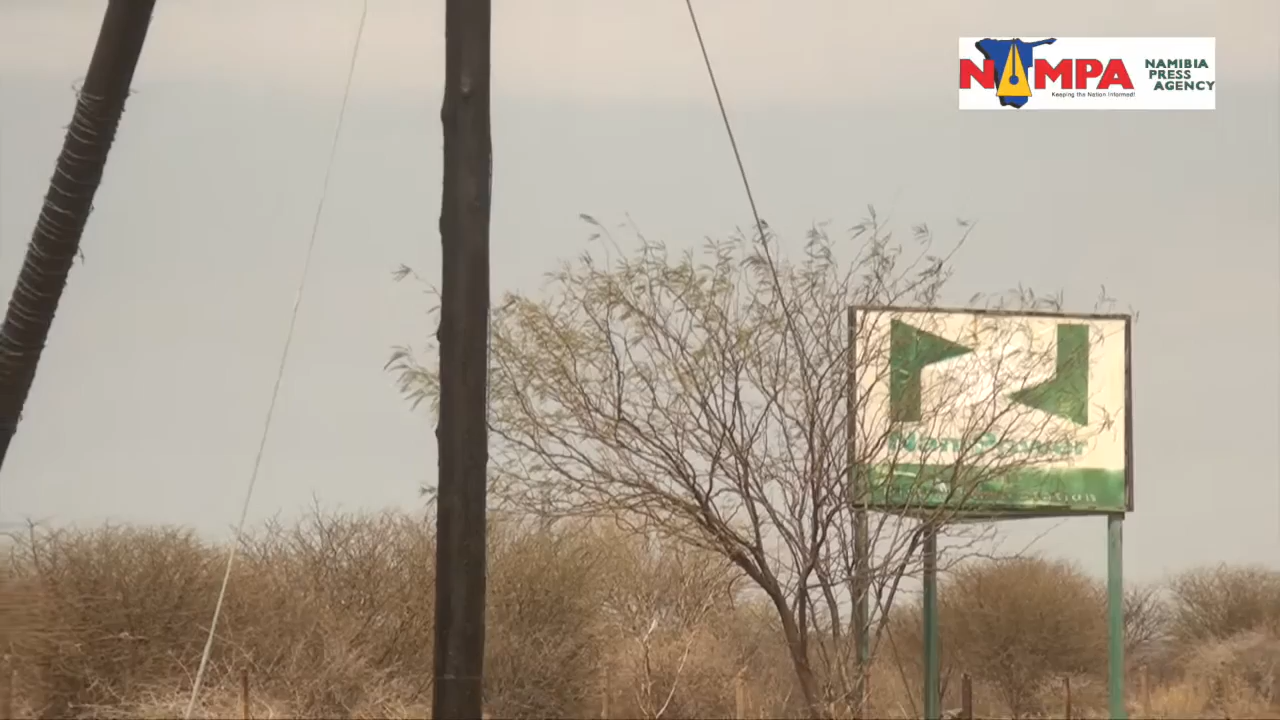 NAMPA
Keeping the Nation Informed!
NAMIBIA
PRESS
AGENCY
NamPower